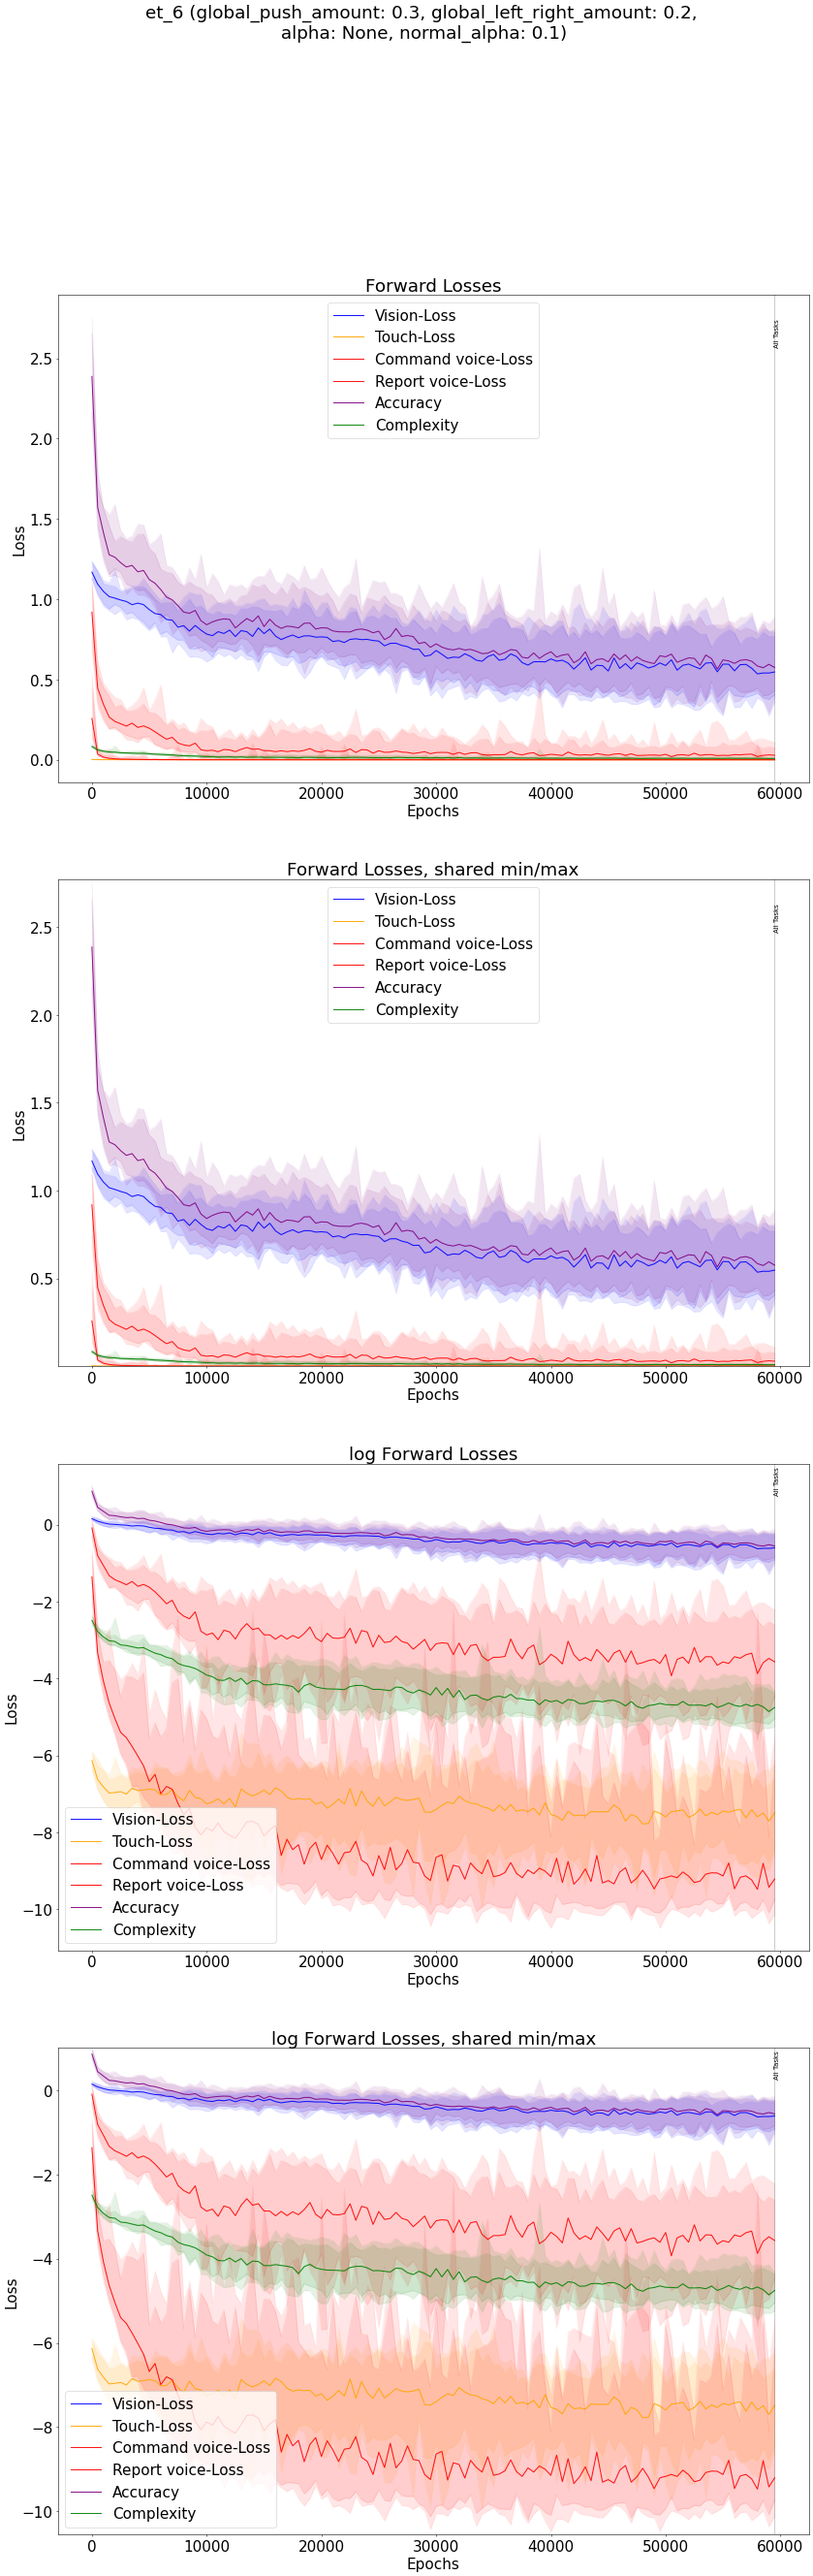 et_6 (global_push_amount: 0.3, global_left_right_amount: 0.2,
alpha: None, normal_alpha: 0.1)
Forward Losses
Vision-Loss
Touch-Loss
Command voice-Loss
Report voice-Loss
Accuracy
Complexity
All Tasks
2.5
2.0
1.5
1.0
0.5
0.0
Loss
0 10000 20000 30000 40000 50000 60000
Epochs
Forward Losses, shared min/max
Vision-Loss
Touch-Loss
Command voice-Loss
Report voice-Loss
Accuracy
Complexity
All Tasks
2.5
2.0
1.5
1.0
0.5
Loss
0 10000 20000 30000 40000 50000 60000
Epochs
log Forward Losses
All Tasks
0
−2
−4
−6
−8
−10
Loss
Vision-Loss
Touch-Loss
Command voice-Loss
Report voice-Loss
Accuracy
Complexity
0 10000 20000 30000 40000 50000 60000
Epochs
log Forward Losses, shared min/max
All Tasks
0
−2
−4
−6
−8
−10
Loss
Vision-Loss
Touch-Loss
Command voice-Loss
Report voice-Loss
Accuracy
Complexity
0 10000 20000 30000 40000 50000 60000
Epochs